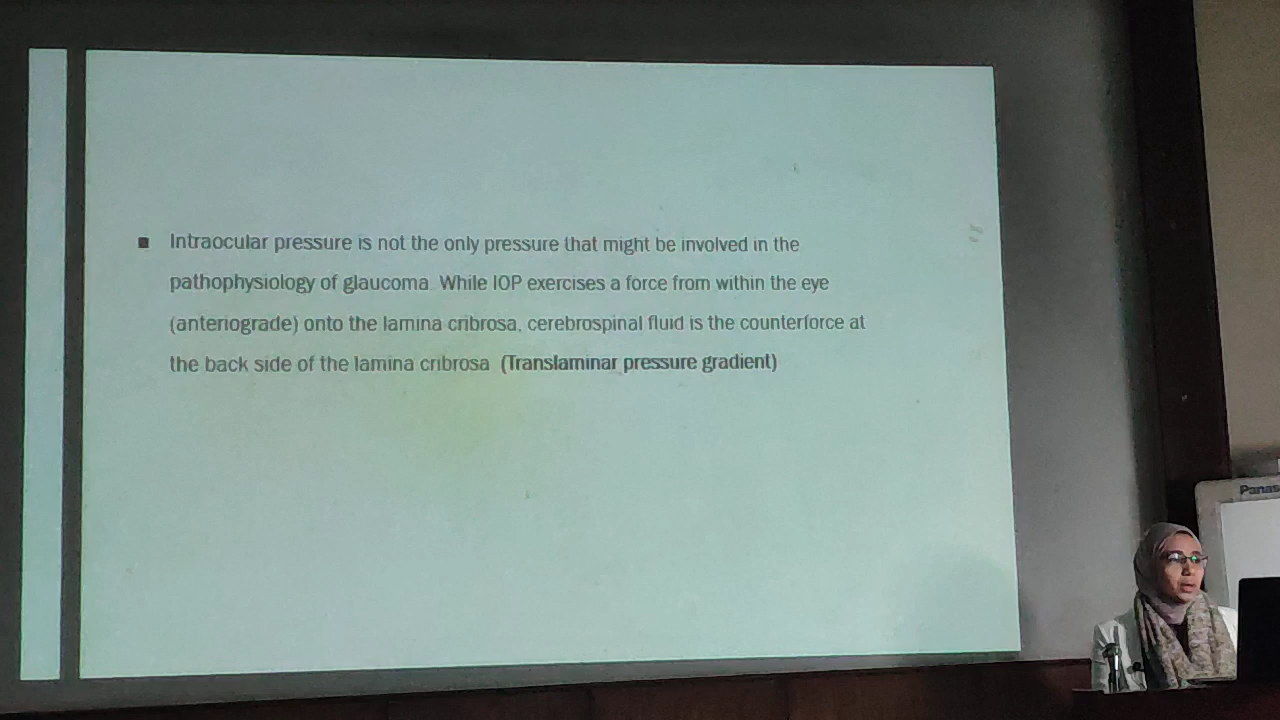 Intraocular pressure is not the only pressure that might be involved in the
pathophysiology of glaucoma. While IOP exercises a force from within the eye
(anteriograde) onto the lamina cribrosa, cerebrospinal fluid is the counterforce at
the back side of the lamina cribrosa (Translaminar pressure gradient)